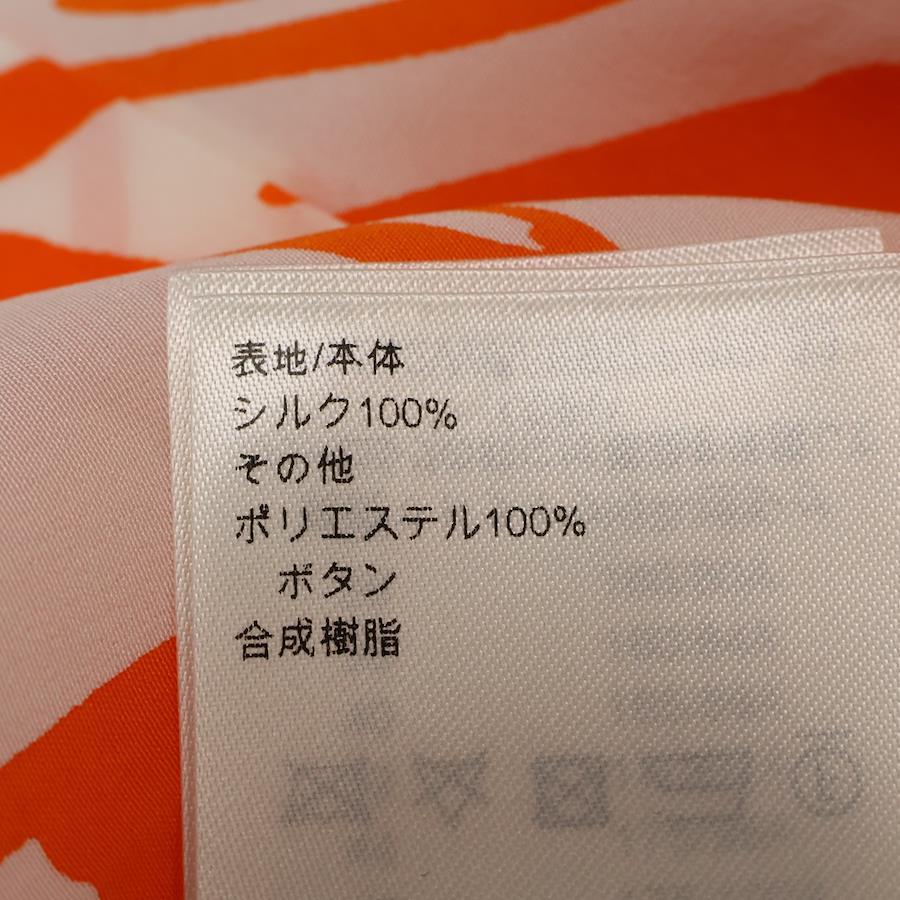 表地/本体
シルク100%
その他
ポリエステル100%
ボタン
合成樹脂